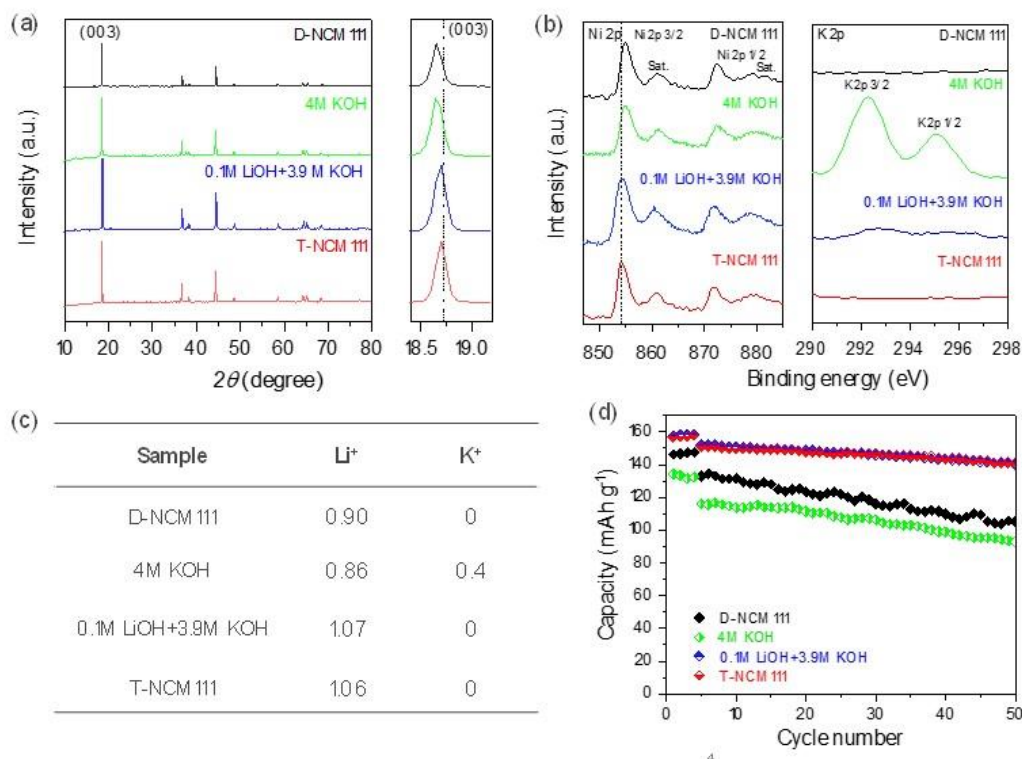 (a)
(003)
D-NCM 111
4M KOH
0.1M LiOH+3.9 M KOH
T-NCM 111
Intensity (a.u.)
10 20 30 40 50 60 70 80
2θ (degree)
(003)
18.5 19.0
(b)
Ni 2p
Ni 2p 3/2
D-NCM 111
Ni 2p 1/2
Sat.
Sat.
4M KOH
0.1M LiOH+3.9M KOH
T-NCM 111
Intensity (a.u.)
850 860 870 880
K2p
D-NCM 111
4M KOH
K2p 3/2
K2p 1/2
0.1M LiOH+3.9M KOH
T-NCM 111
290 292 294 296 298
Binding energy (eV)
(c)
Sample Li+ K+
D-NCM 111 0.90 0
4M KOH 0.86 0.4
0.1M LiOH+3.9M KOH 1.07 0
T-NCM 111 1.06 0
(d)
Capacity (mAh g-1)
160
140
120
100
80
60
40
20
0
D-NCM 111
4M KOH
0.1M LiOH+3.9M KOH
T-NCM 111
0 10 20 30 40 50
Cycle number
4